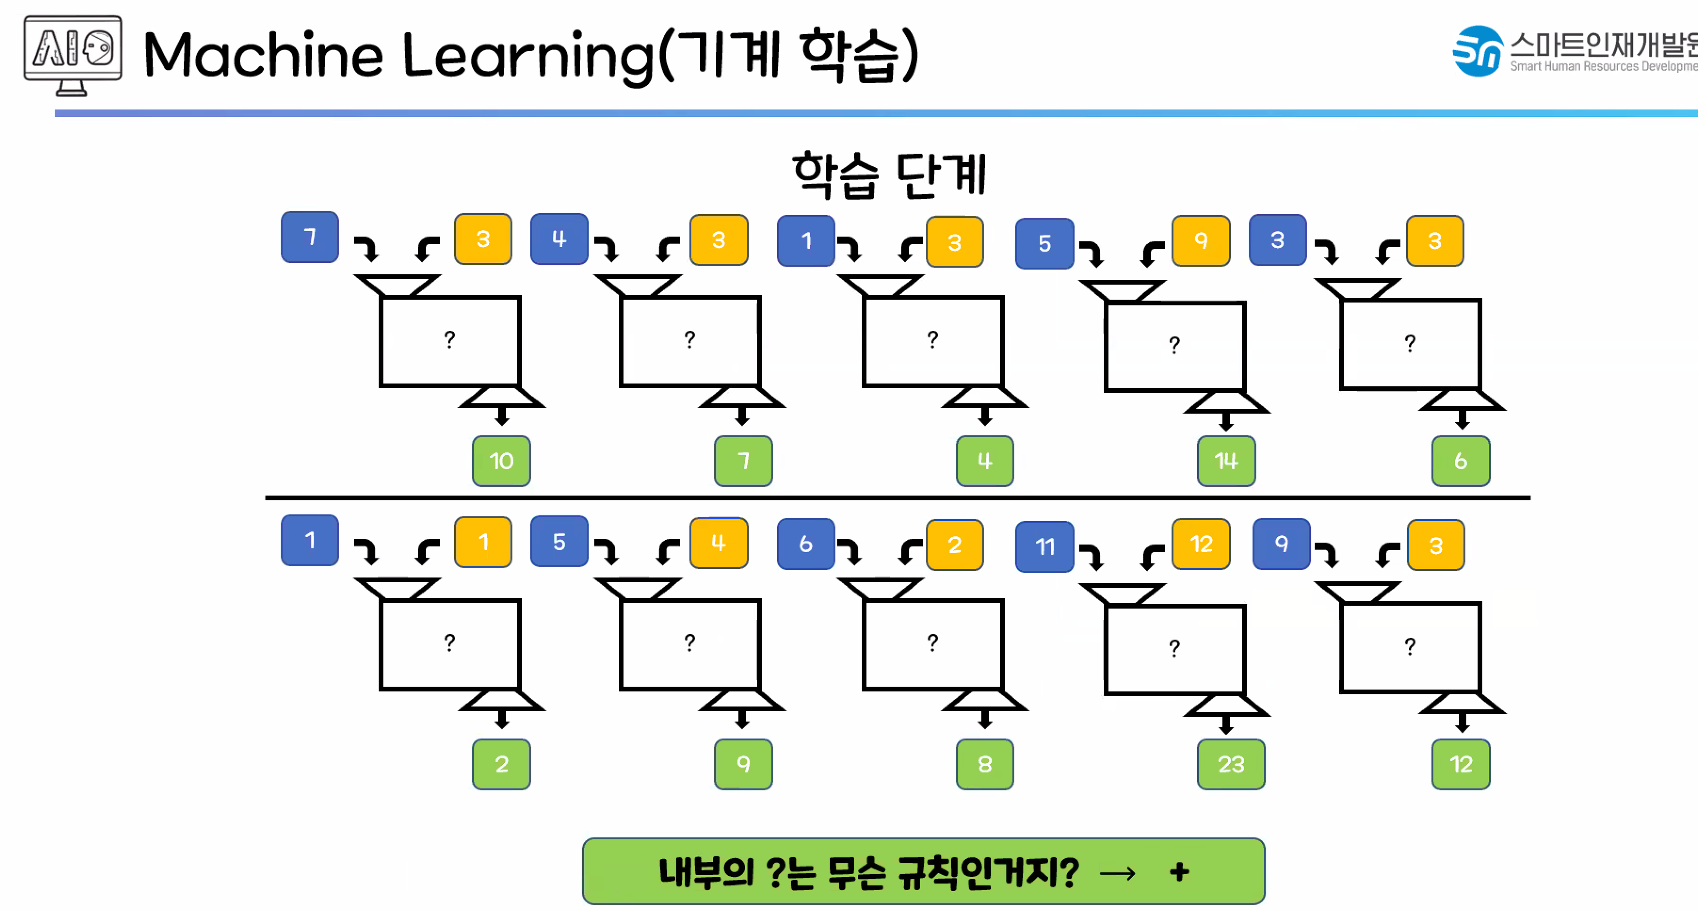 AI
Machine Learning(기계 학습)
스마트인재개발원
Smart Human Resources Developme
학습 단계
7 3 4 3 1 3 5 9 3 3
? ? ? ? ?
10 7 4 14 6
1 1 5 4 6 2 11 12 9 3
? ? ? ? ?
2 9 8 23 12
내부의 ?는 무슨 규칙인거지? → +